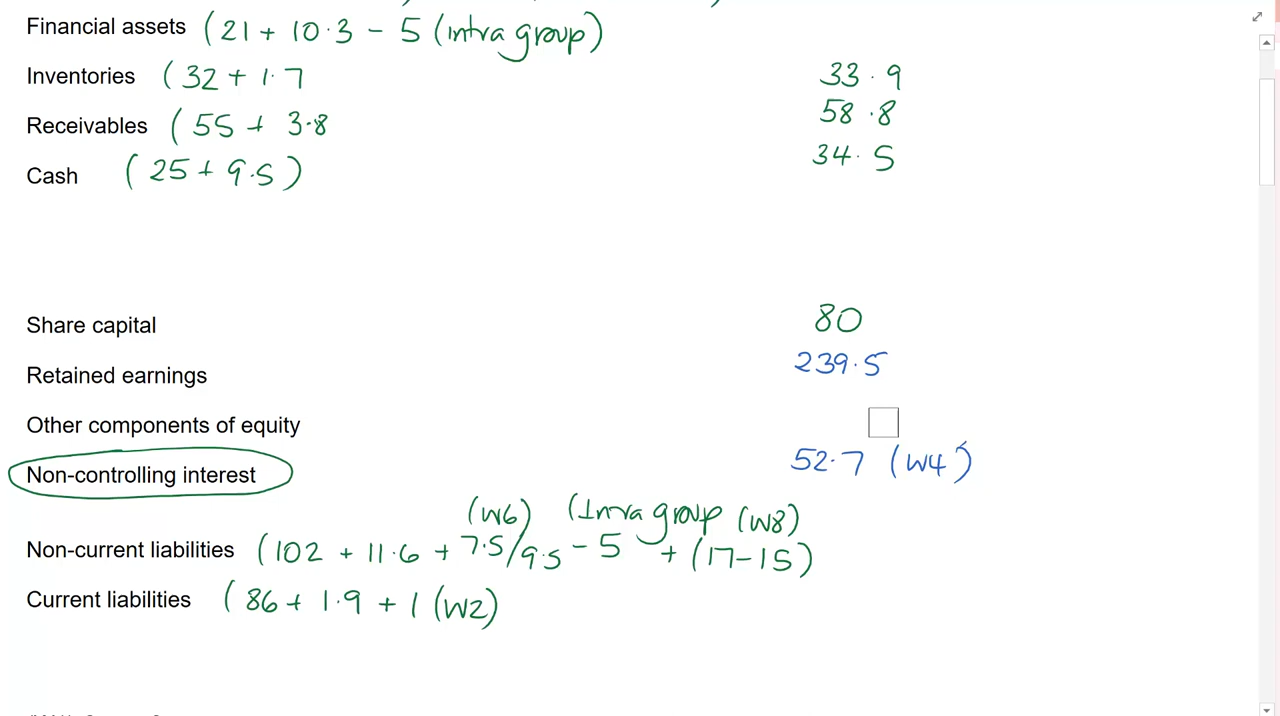 Financial assets (21 + 10.3 - 5 (intra group)
Inventories (32 + 1.7 33.9
Receivables (55 + 3.8 58.8
Cash (25 + 9.5) 34.5
Share capital 80
Retained earnings 239.5
Other components of equity
Non-controlling interest 52.7 (W4)
(W6) (Intra group (W8)
Non-current liabilities (102 + 11.6 + 7.5/9.5 - 5 + (17-15)
Current liabilities (86 + 1.9 + 1 (W2)